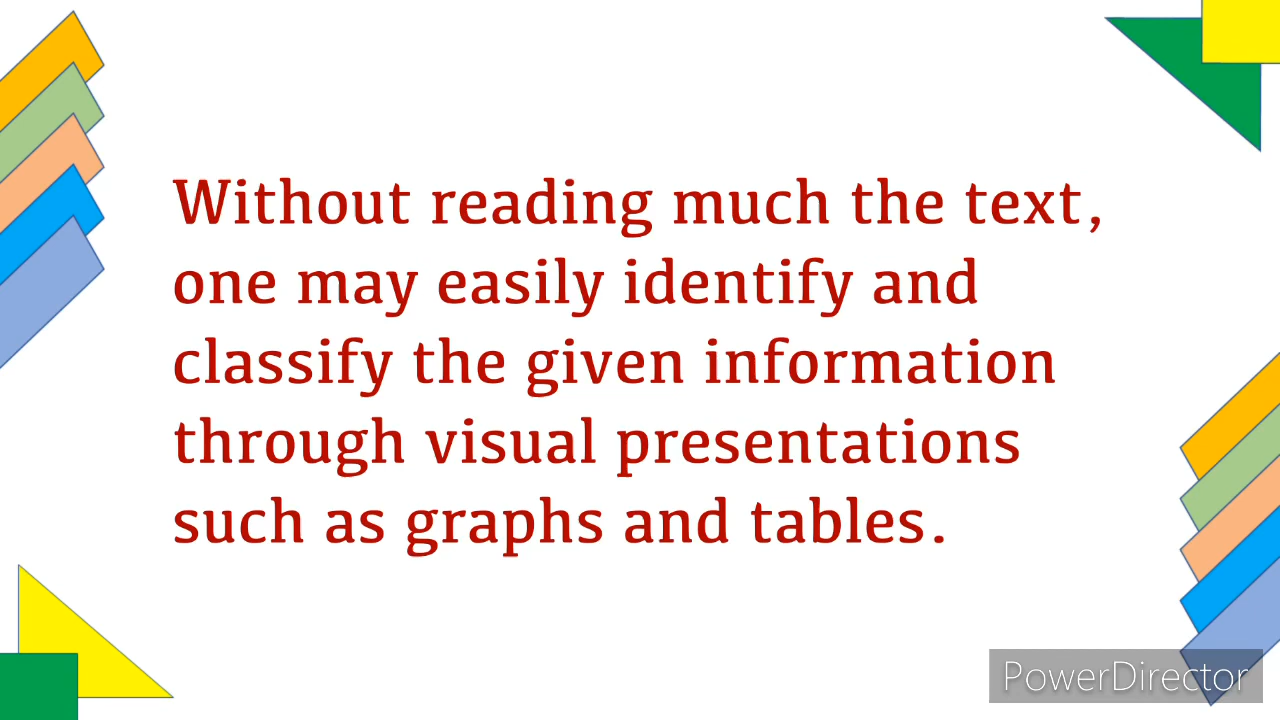 Without reading much the text,
one may easily identify and
classify the given information
through visual presentations
such as graphs and tables.
PowerDirector